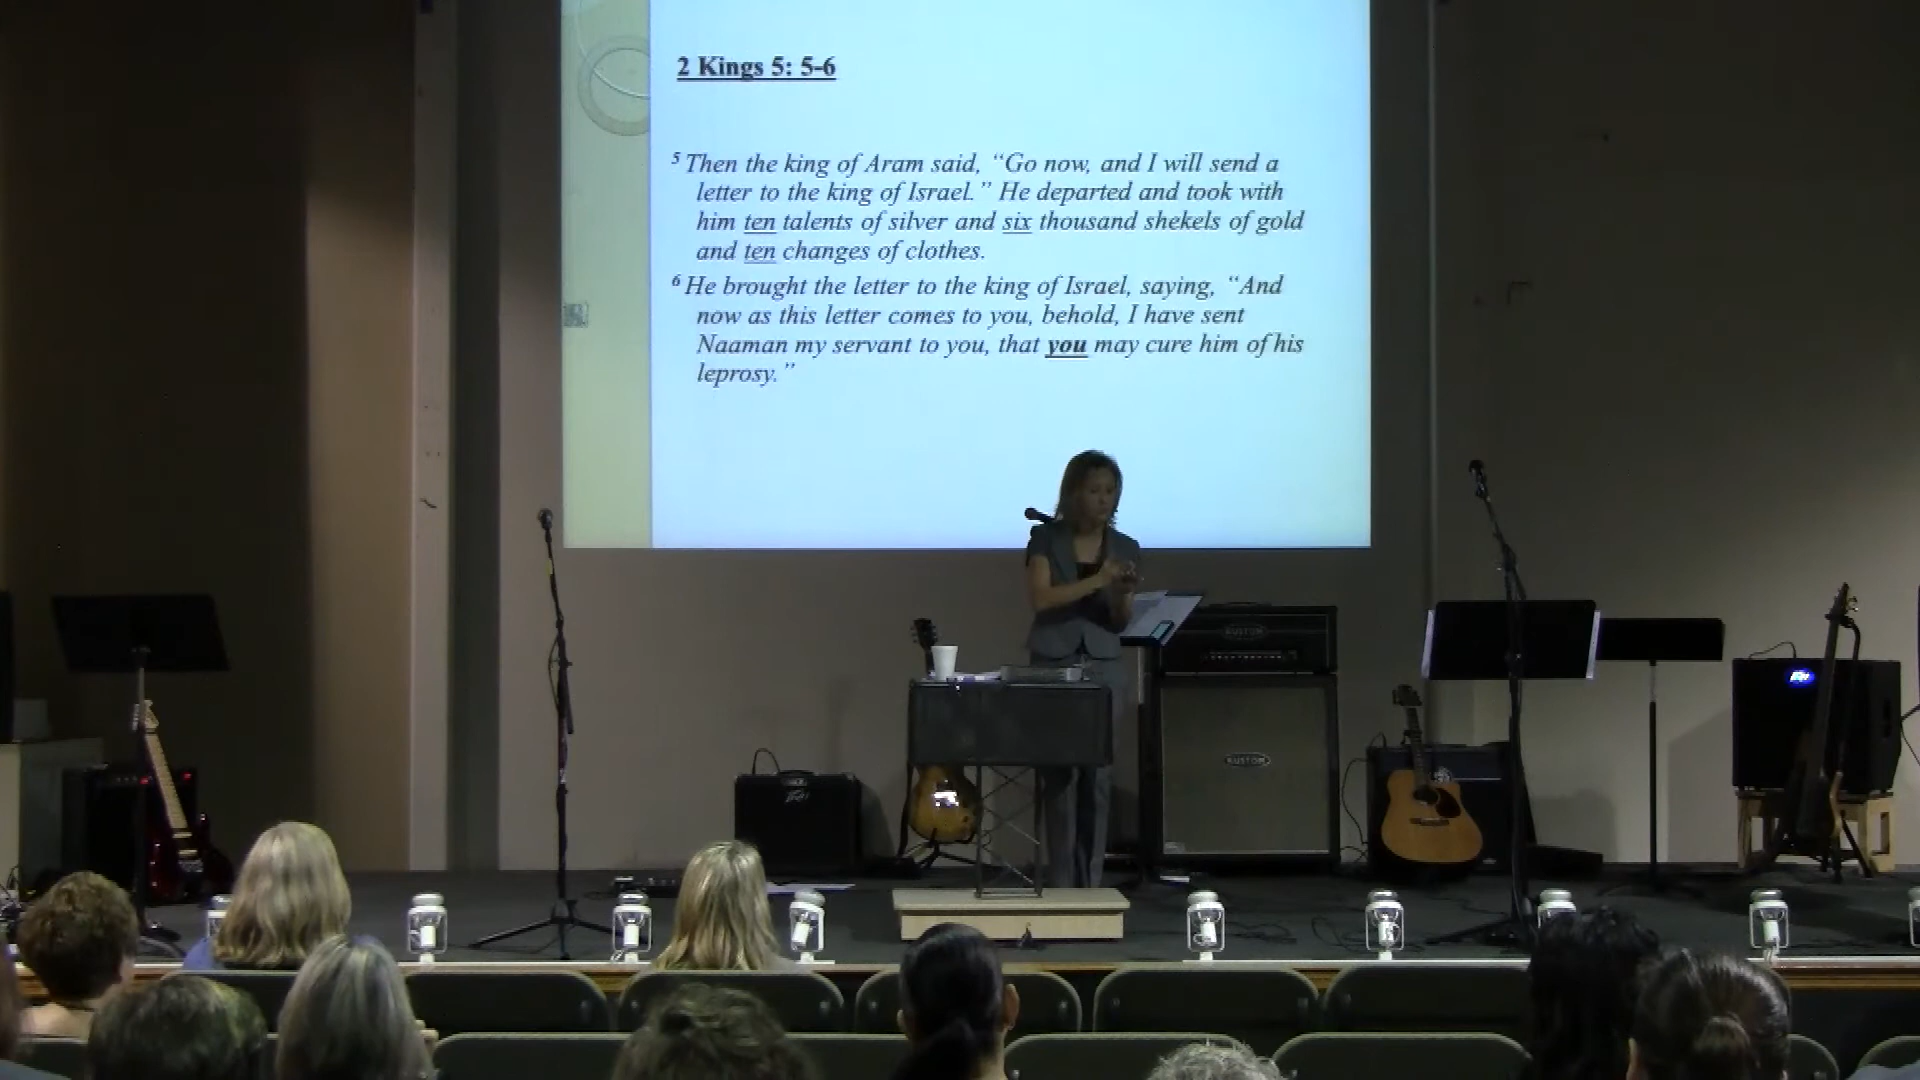 2 Kings 5: 5-6
5 Then the king of Aram said, “Go now, and I will send a
letter to the king of Israel.” He departed and took with
him ten talents of silver and six thousand shekels of gold
and ten changes of clothes.
6 He brought the letter to the king of Israel, saying, “And
now as this letter comes to you, behold, I have sent
Naaman my servant to you, that you may cure him of his
leprosy.”
KUSTOM
KUSTOM
Peavey